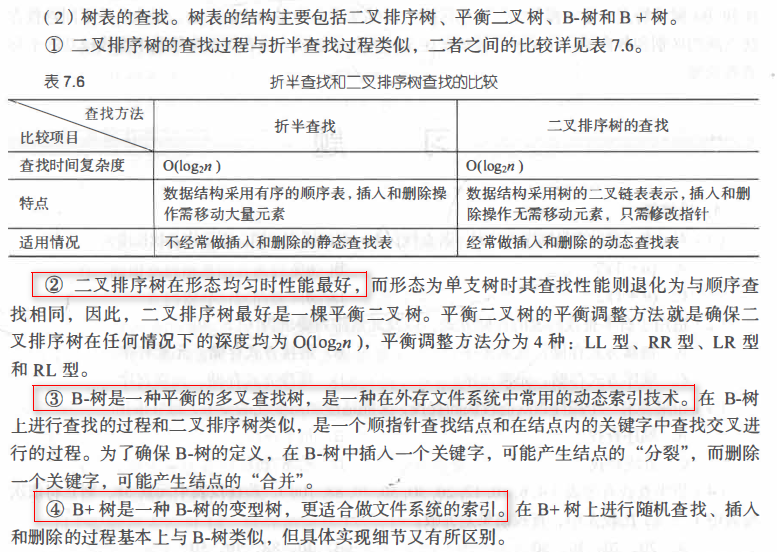 （2）树表的查找。树表的结构主要包括二叉排序树、平衡二叉树、B-树和B+树。
① 二叉排序树的查找过程与折半查找过程类似，二者之间的比较详见表 7.6。
表 7.6 折半查找和二叉排序树查找的比较
查找方法
比较项目 折半查找 二叉排序树的查找
查找时间复杂度 O(log₂n) O(log₂n)
特点 数据结构采用有序的顺序表，插入和删除操作需移动大量元素 数据结构采用树的二叉链表表示，插入和删除操作无需移动元素，只需修改指针
适用情况 不经常做插入和删除的静态查找表 经常做插入和删除的动态查找表
② 二叉排序树在形态均匀时性能最好，而形态为单支树时其查找性能则退化为与顺序查
找相同，因此，二叉排序树最好是一棵平衡二叉树。平衡二叉树的平衡调整方法就是确保二
叉排序树在任何情况下的深度均为 O(log₂n)，平衡调整方法分为 4 种：LL 型、RR 型、LR 型
和 RL 型。
③ B-树是一种平衡的多叉查找树，是一种在外存文件系统中常用的动态索引技术。在 B-树
上进行查找的过程和二叉排序树类似，是一个顺指针查找结点和在结点内的关键字中查找交叉进
行的过程。为了确保 B-树的定义，在 B-树中插入一个关键字，可能产生结点的“分裂”，而删除
一个关键字，可能产生结点的“合并”。
④ B+树是一种 B-树的变型树，更适合做文件系统的索引。在 B+树上进行随机查找、插入
和删除的过程基本上与 B-树类似，但具体实现细节又有所区别。